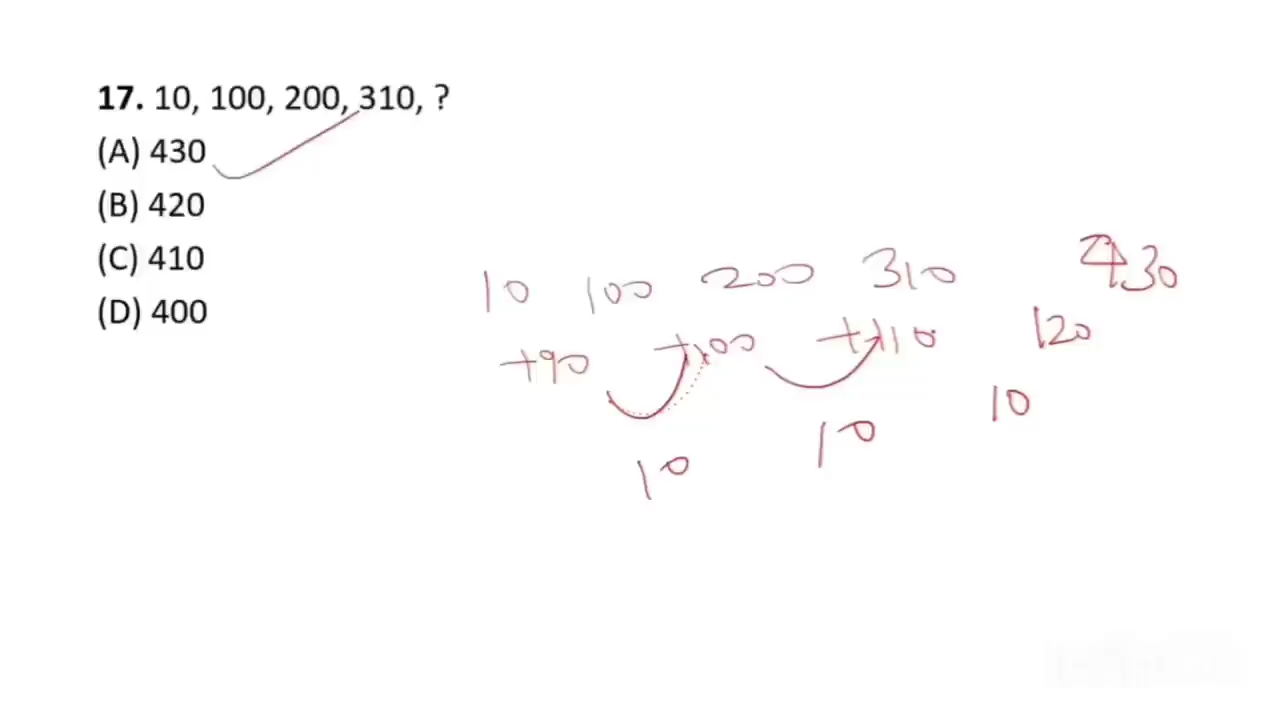 17. 10, 100, 200, 310, ?
(A) 430
(B) 420
(C) 410
(D) 400
10 100 200 310 430
+90 +100 +110 120
10 10 10